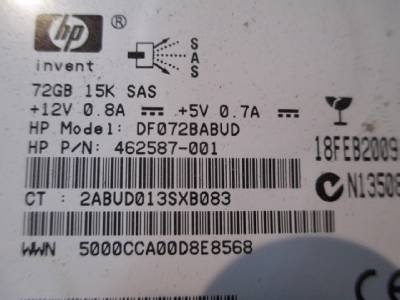 hp ®
invent
SAS
72GB 15K SAS
+12V 0.8A +5V 0.7A
HP Model: DF072BABUD
HP P/N: 462587-001
18FEB2009
N13508
CT : 2ABUD013SXB083
WWN 5000CCA00D8E8568
CE